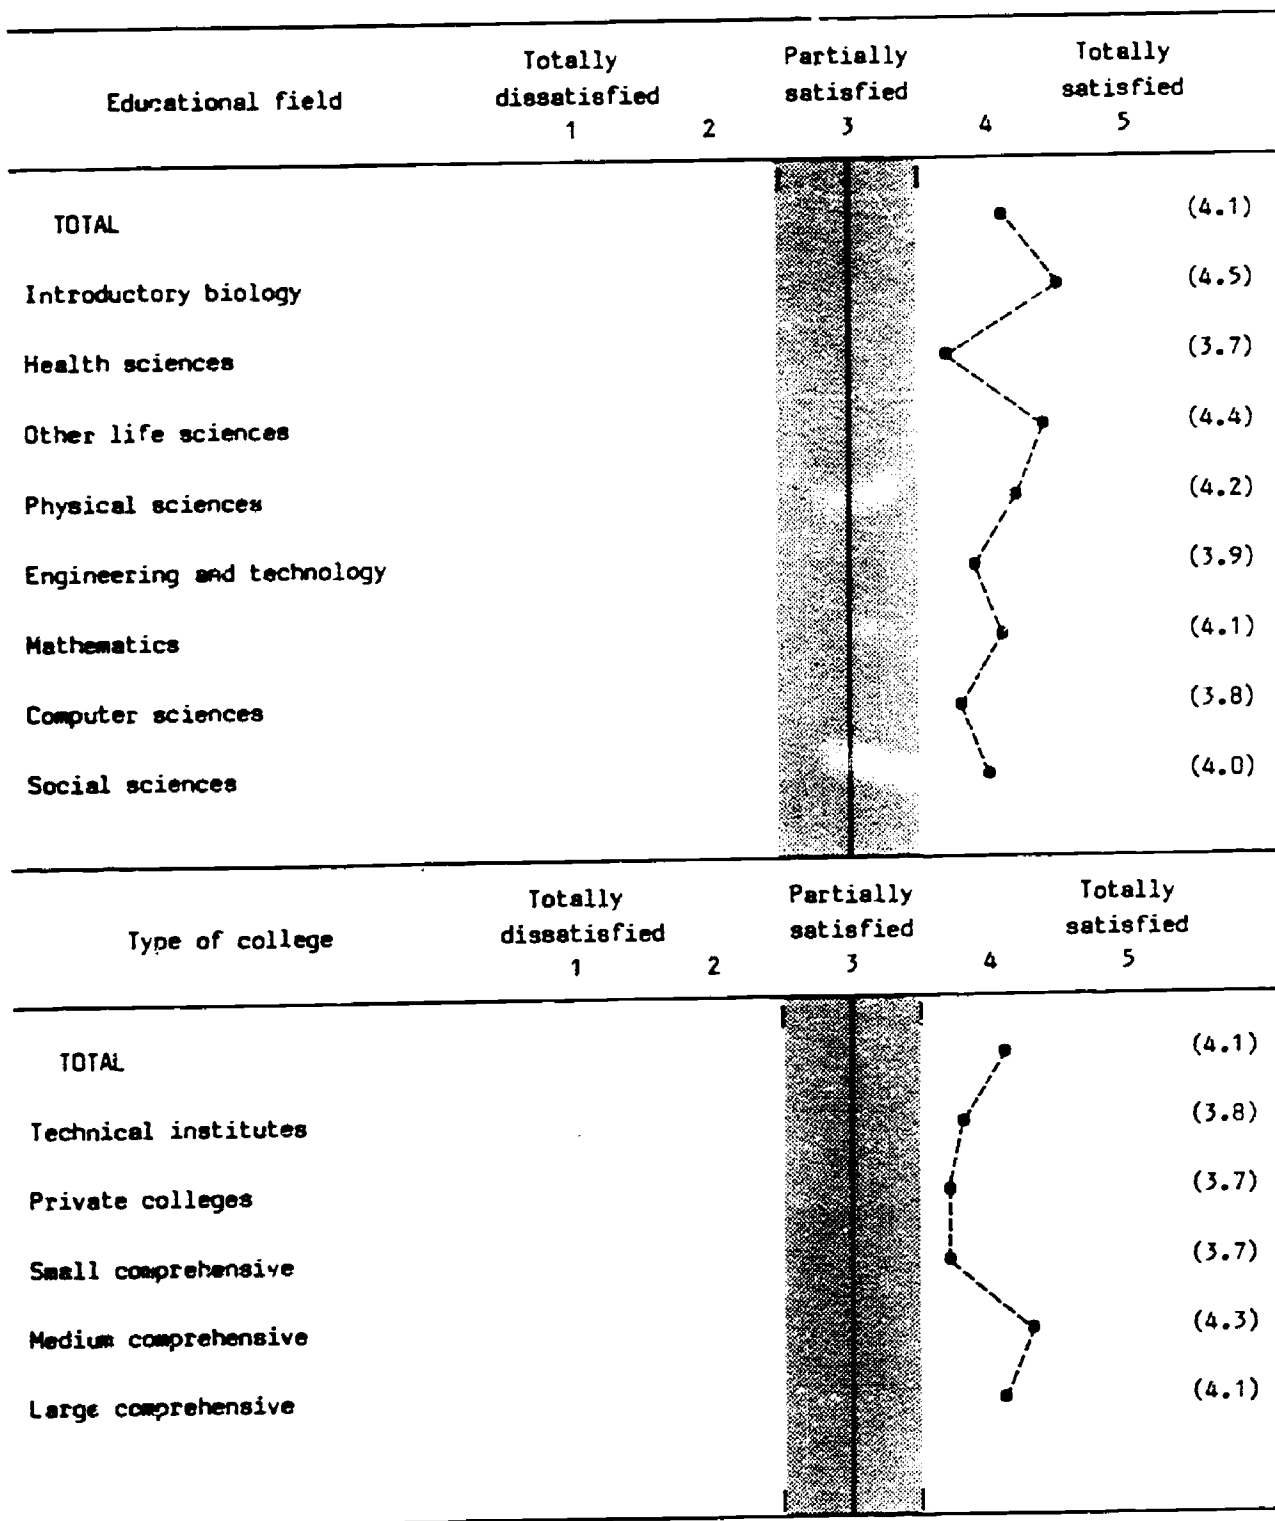 Educational field
Totally dissatisfied
1
2
Partially satisfied
3
4
Totally satisfied
5
TOTAL (4.1)
Introductory biology (4.5)
Health sciences (3.7)
Other life sciences (4.4)
Physical sciences (4.2)
Engineering and technology (3.9)
Mathematics (4.1)
Computer sciences (3.8)
Social sciences (4.0)
Type of college
Totally dissatisfied
1
2
Partially satisfied
3
4
Totally satisfied
5
TOTAL (4.1)
Technical institutes (3.8)
Private colleges (3.7)
Small comprehensive (3.7)
Medium comprehensive (4.3)
Large comprehensive (4.1)